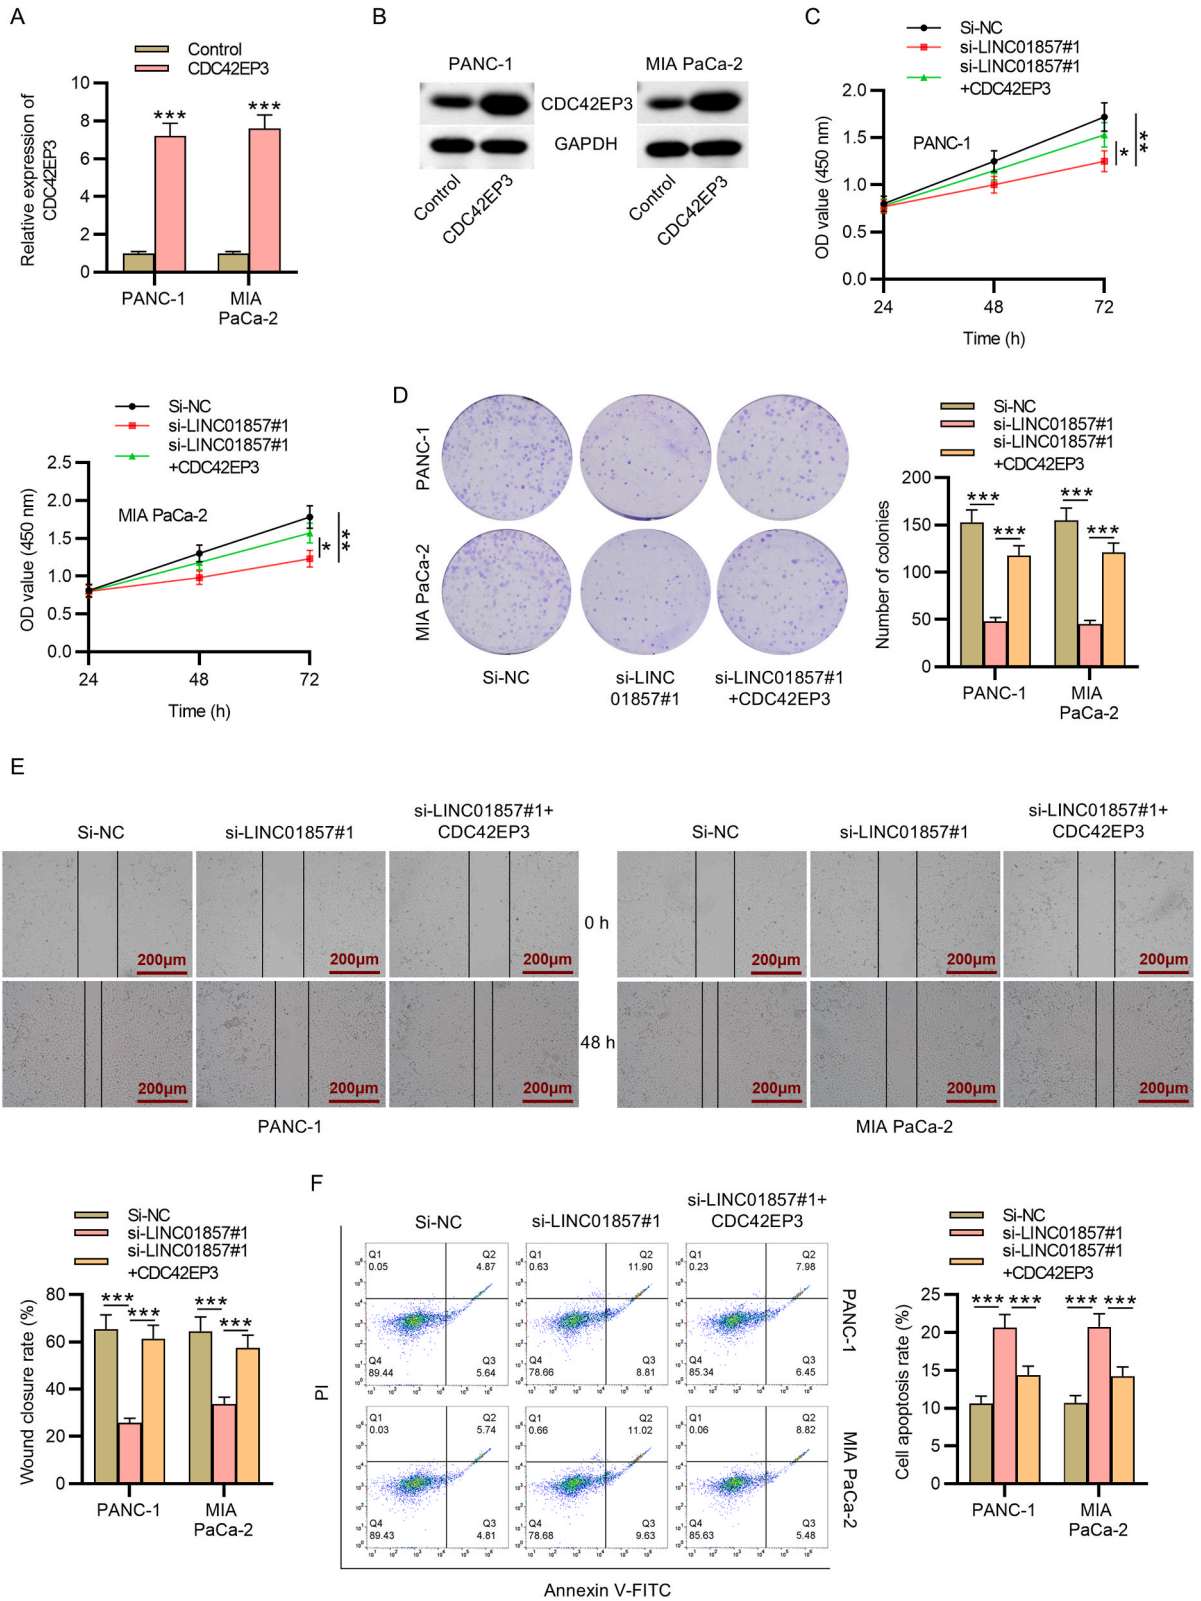 A
Control
CDC42EP3
Relative expression of
CDC42EP3
10
8
6
4
2
0
***
***
PANC-1
MIA
PaCa-2
B
PANC-1
MIA PaCa-2
CDC42EP3
GAPDH
Control
CDC42EP3
Control
CDC42EP3
C
Si-NC
si-LINC01857#1
si-LINC01857#1
+CDC42EP3
OD value (450 nm)
2.0
1.5
1.0
0.5
0.0
PANC-1
*
**
24
48
72
Time (h)
Si-NC
si-LINC01857#1
si-LINC01857#1
+CDC42EP3
OD value (450 nm)
2.5
2.0
1.5
1.0
0.5
0.0
MIA PaCa-2
*
**
24
48
72
Time (h)
D
PANC-1
MIA PaCa-2
Si-NC
si-LINC
01857#1
si-LINC01857#1
+CDC42EP3
Si-NC
si-LINC01857#1
si-LINC01857#1
+CDC42EP3
Number of colonies
200
150
100
50
0
***
***
***
***
PANC-1
MIA
PaCa-2
E
Si-NC
si-LINC01857#1
si-LINC01857#1+
CDC42EP3
Si-NC
si-LINC01857#1
si-LINC01857#1+
CDC42EP3
200μm
200μm
200μm
0 h
200μm
200μm
200μm
200μm
200μm
200μm
48 h
200μm
200μm
200μm
PANC-1
MIA PaCa-2
Si-NC
si-LINC01857#1
si-LINC01857#1
+CDC42EP3
Wound closure rate (%)
80
60
40
20
0
***
***
***
***
PANC-1
MIA
PaCa-2
F
Si-NC
si-LINC01857#1
si-LINC01857#1+
CDC42EP3
PI
Q1
0.05
Q2
4.87
Q4
89.44
Q3
5.64
Q1
0.63
Q2
11.90
Q4
78.66
Q3
8.81
Q1
0.23
Q2
7.98
Q4
85.34
Q3
6.45
PANC-1
Q1
0.03
Q2
5.74
Q4
89.43
Q3
4.81
Q1
0.66
Q2
11.02
Q4
78.68
Q3
9.63
Q1
0.06
Q2
8.82
Q4
85.63
Q3
5.48
MIA PaCa-2
Annexin V-FITC
Si-NC
si-LINC01857#1
si-LINC01857#1
+CDC42EP3
Cell apoptosis rate (%)
25
20
15
10
5
0
***
***
***
***
PANC-1
MIA
PaCa-2